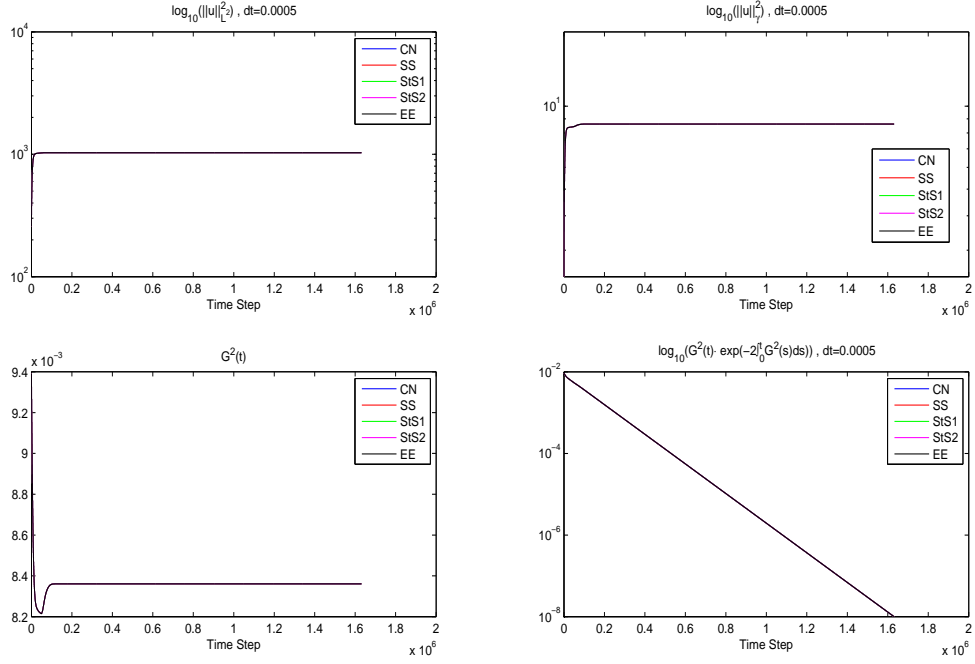 log10(||u||²L²) , dt=0.0005
10⁴
10³
10²
0 0.2 0.4 0.6 0.8 1 1.2 1.4 1.6 1.8 2
x 10⁶
Time Step
CN
SS
StS1
StS2
EE
log10(||u||²7) , dt=0.0005
10¹
0 0.2 0.4 0.6 0.8 1 1.2 1.4 1.6 1.8 2
x 10⁶
Time Step
CN
SS
StS1
StS2
EE
G²(t)
x 10⁻³
9.4
9.2
9
8.8
8.6
8.4
8.2
0 0.2 0.4 0.6 0.8 1 1.2 1.4 1.6 1.8 2
x 10⁶
Time Step
CN
SS
StS1
StS2
EE
log10(G²(t)· exp(−2∫0t G²(s)ds)) , dt=0.0005
10⁻²
10⁻⁴
10⁻⁶
10⁻⁸
0 0.2 0.4 0.6 0.8 1 1.2 1.4 1.6 1.8 2
x 10⁶
Time Step
CN
SS
StS1
StS2
EE